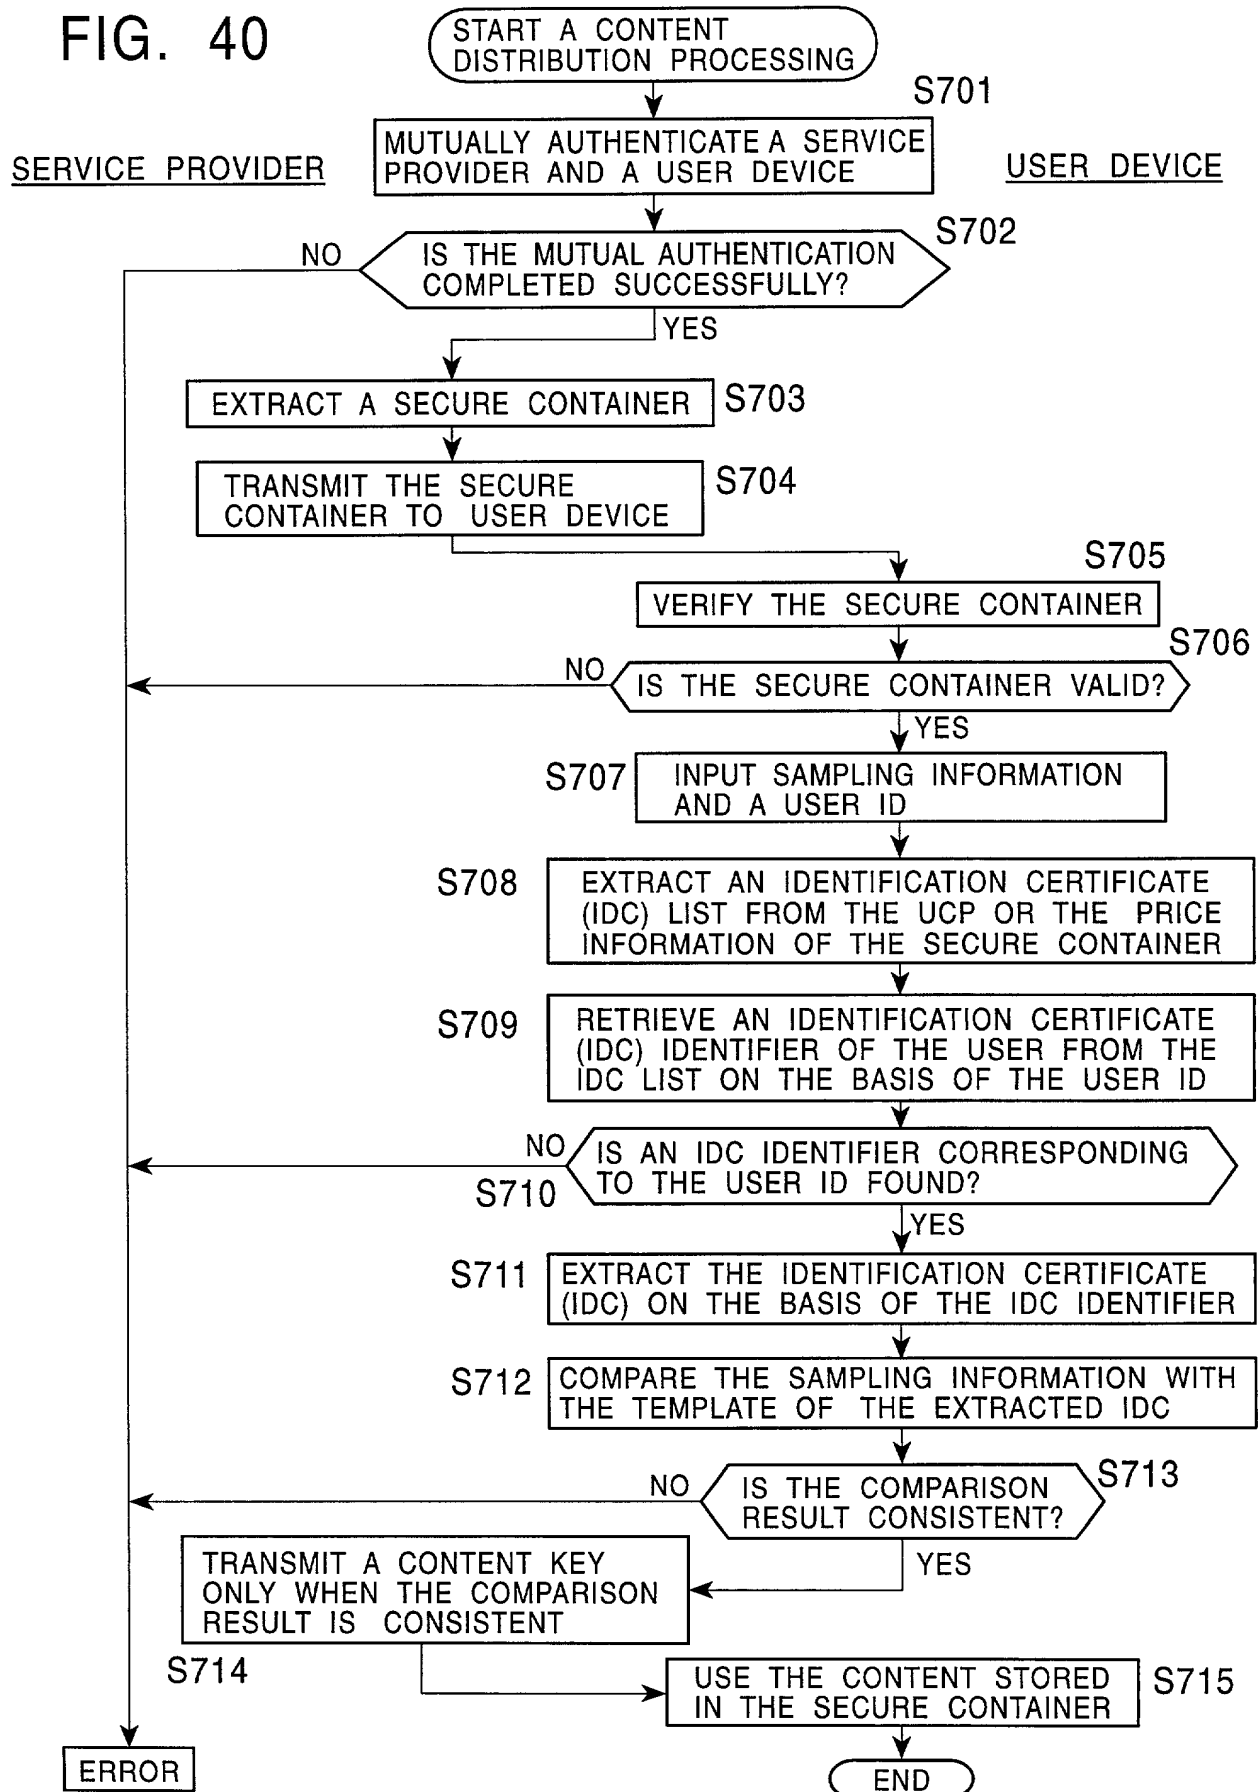 FIG. 40
START A CONTENT
DISTRIBUTION PROCESSING
S701
MUTUALLY AUTHENTICATE A SERVICE
PROVIDER AND A USER DEVICE
SERVICE PROVIDER
USER DEVICE
S702
NO
IS THE MUTUAL AUTHENTICATION
COMPLETED SUCCESSFULLY?
YES
EXTRACT A SECURE CONTAINER
S703
TRANSMIT THE SECURE
CONTAINER TO USER DEVICE
S704
S705
VERIFY THE SECURE CONTAINER
S706
NO
IS THE SECURE CONTAINER VALID?
YES
S707
INPUT SAMPLING INFORMATION
AND A USER ID
S708
EXTRACT AN IDENTIFICATION CERTIFICATE
(IDC) LIST FROM THE UCP OR THE PRICE
INFORMATION OF THE SECURE CONTAINER
S709
RETRIEVE AN IDENTIFICATION CERTIFICATE
(IDC) IDENTIFIER OF THE USER FROM THE
IDC LIST ON THE BASIS OF THE USER ID
NO
IS AN IDC IDENTIFIER CORRESPONDING
TO THE USER ID FOUND?
S710
YES
S711
EXTRACT THE IDENTIFICATION CERTIFICATE
(IDC) ON THE BASIS OF THE IDC IDENTIFIER
S712
COMPARE THE SAMPLING INFORMATION WITH
THE TEMPLATE OF THE EXTRACTED IDC
S713
NO
IS THE COMPARISON
RESULT CONSISTENT?
YES
TRANSMIT A CONTENT KEY
ONLY WHEN THE COMPARISON
RESULT IS CONSISTENT
S714
USE THE CONTENT STORED
IN THE SECURE CONTAINER
S715
ERROR
END